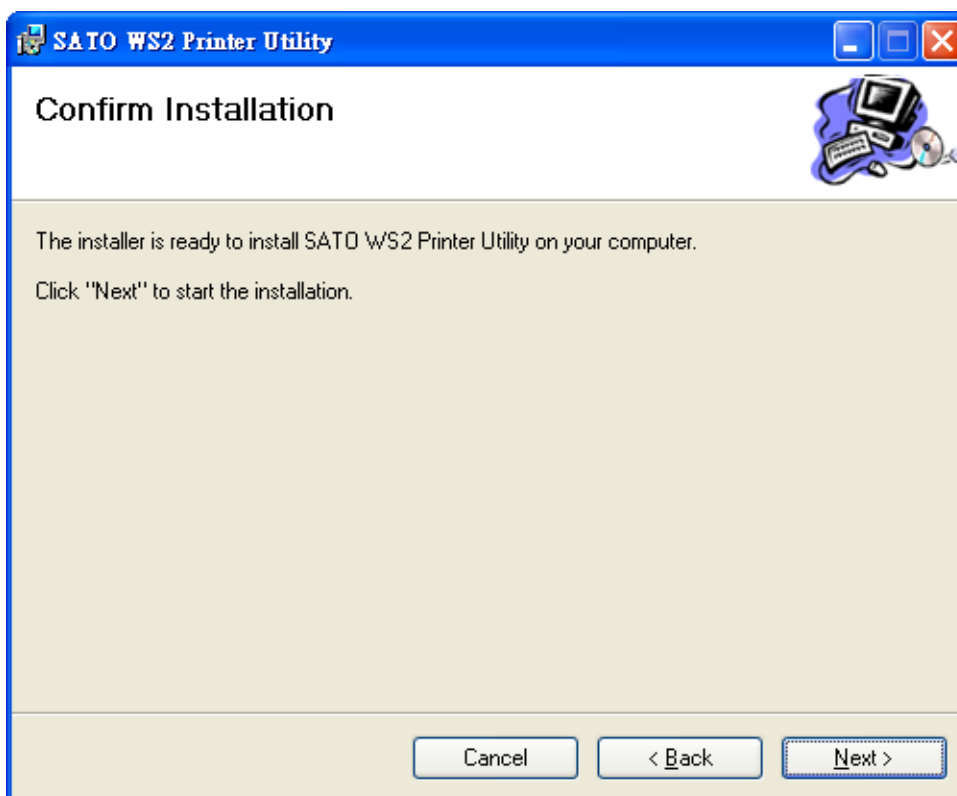 SATO WS2 Printer Utility
Confirm Installation
The installer is ready to install SATO WS2 Printer Utility on your computer.
Click "Next" to start the installation.
Cancel
< Back
Next >